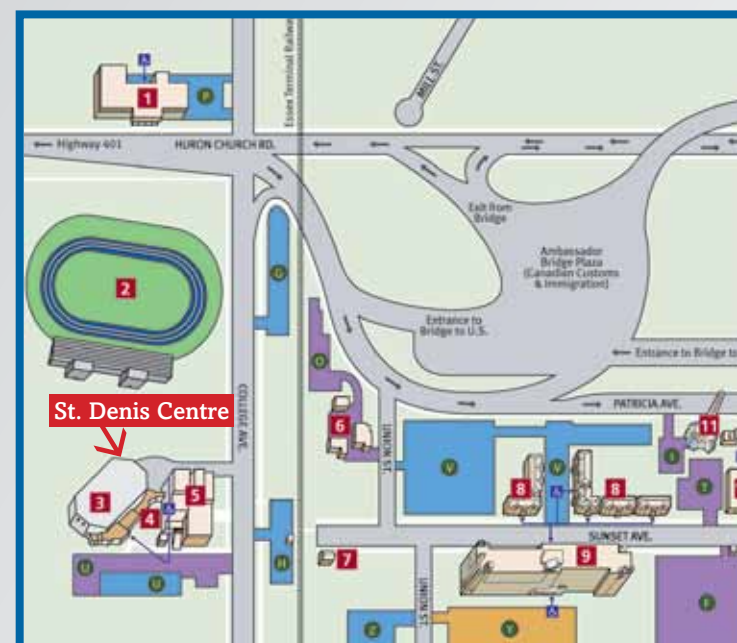 Essex Terminal Railway
MILL ST.
1
P
← Highway 401
HURON CHURCH RD.
Exit from
Bridge
Ambassador
Bridge Plaza
(Canadian Customs
& Immigration)
2
G
Entrance to
Bridge to U.S.
← Entrance to Bridge to
PATRICIA AVE.
COLLEGE AVE.
St. Denis Centre
6
UNION ST.
11
V
V
T
8
8
3
4
5
SUNSET AVE.
7
9
H
U
U
UNION ST.
Z
Y